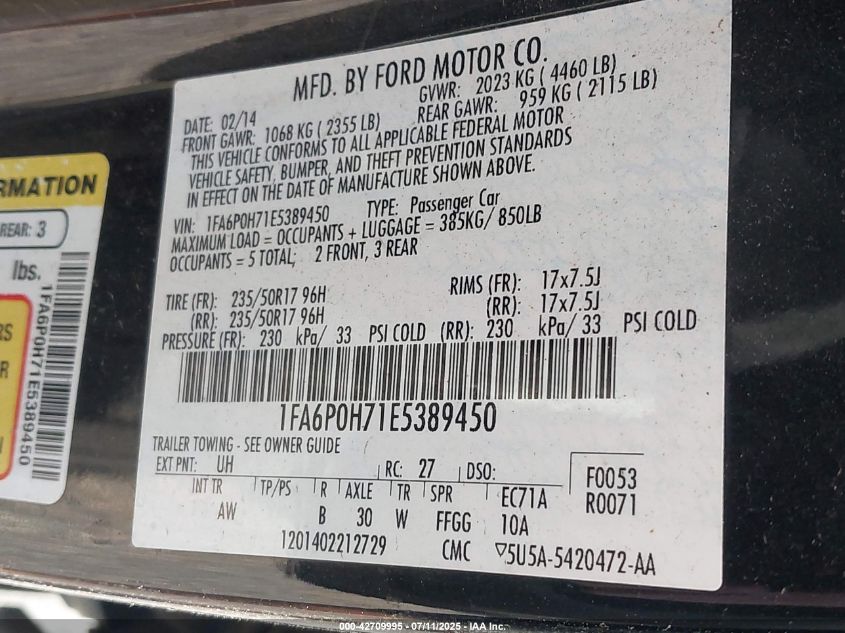 MFD. BY FORD MOTOR CO.
DATE: 02/14
GVWR: 2023 KG ( 4460 LB)
FRONT GAWR: 1068 KG ( 2355 LB)
REAR GAWR: 959 KG ( 2115 LB)
THIS VEHICLE CONFORMS TO ALL APPLICABLE FEDERAL MOTOR
VEHICLE SAFETY, BUMPER, AND THEFT PREVENTION STANDARDS
IN EFFECT ON THE DATE OF MANUFACTURE SHOWN ABOVE.
VIN: 1FA6P0H71E5389450 TYPE: Passenger Car
MAXIMUM LOAD = OCCUPANTS + LUGGAGE = 385KG/ 850LB
OCCUPANTS = 5 TOTAL; 2 FRONT, 3 REAR
TIRE (FR): 235/50R17 96H RIMS (FR): 17x7.5J
(RR): 235/50R17 96H (RR): 17x7.5J
PRESSURE (FR): 230 kPa/ 33 PSI COLD (RR): 230 kPa/ 33 PSI COLD
1FA6P0H71E5389450
TRAILER TOWING - SEE OWNER GUIDE
EXT PNT: UH RC: 27 DSO: F0053
R0071
INT TR TP/PS R AXLE TR SPR EC71A
AW B 30 W FFGG 10A
1201402212729 CMC ▽5U5A-5420472-AA
RMATION
REAR: 3
lbs.
RS
R
1FA6P0H71E5389450
000-42709995 - 07/11/2025 - IAA Inc.